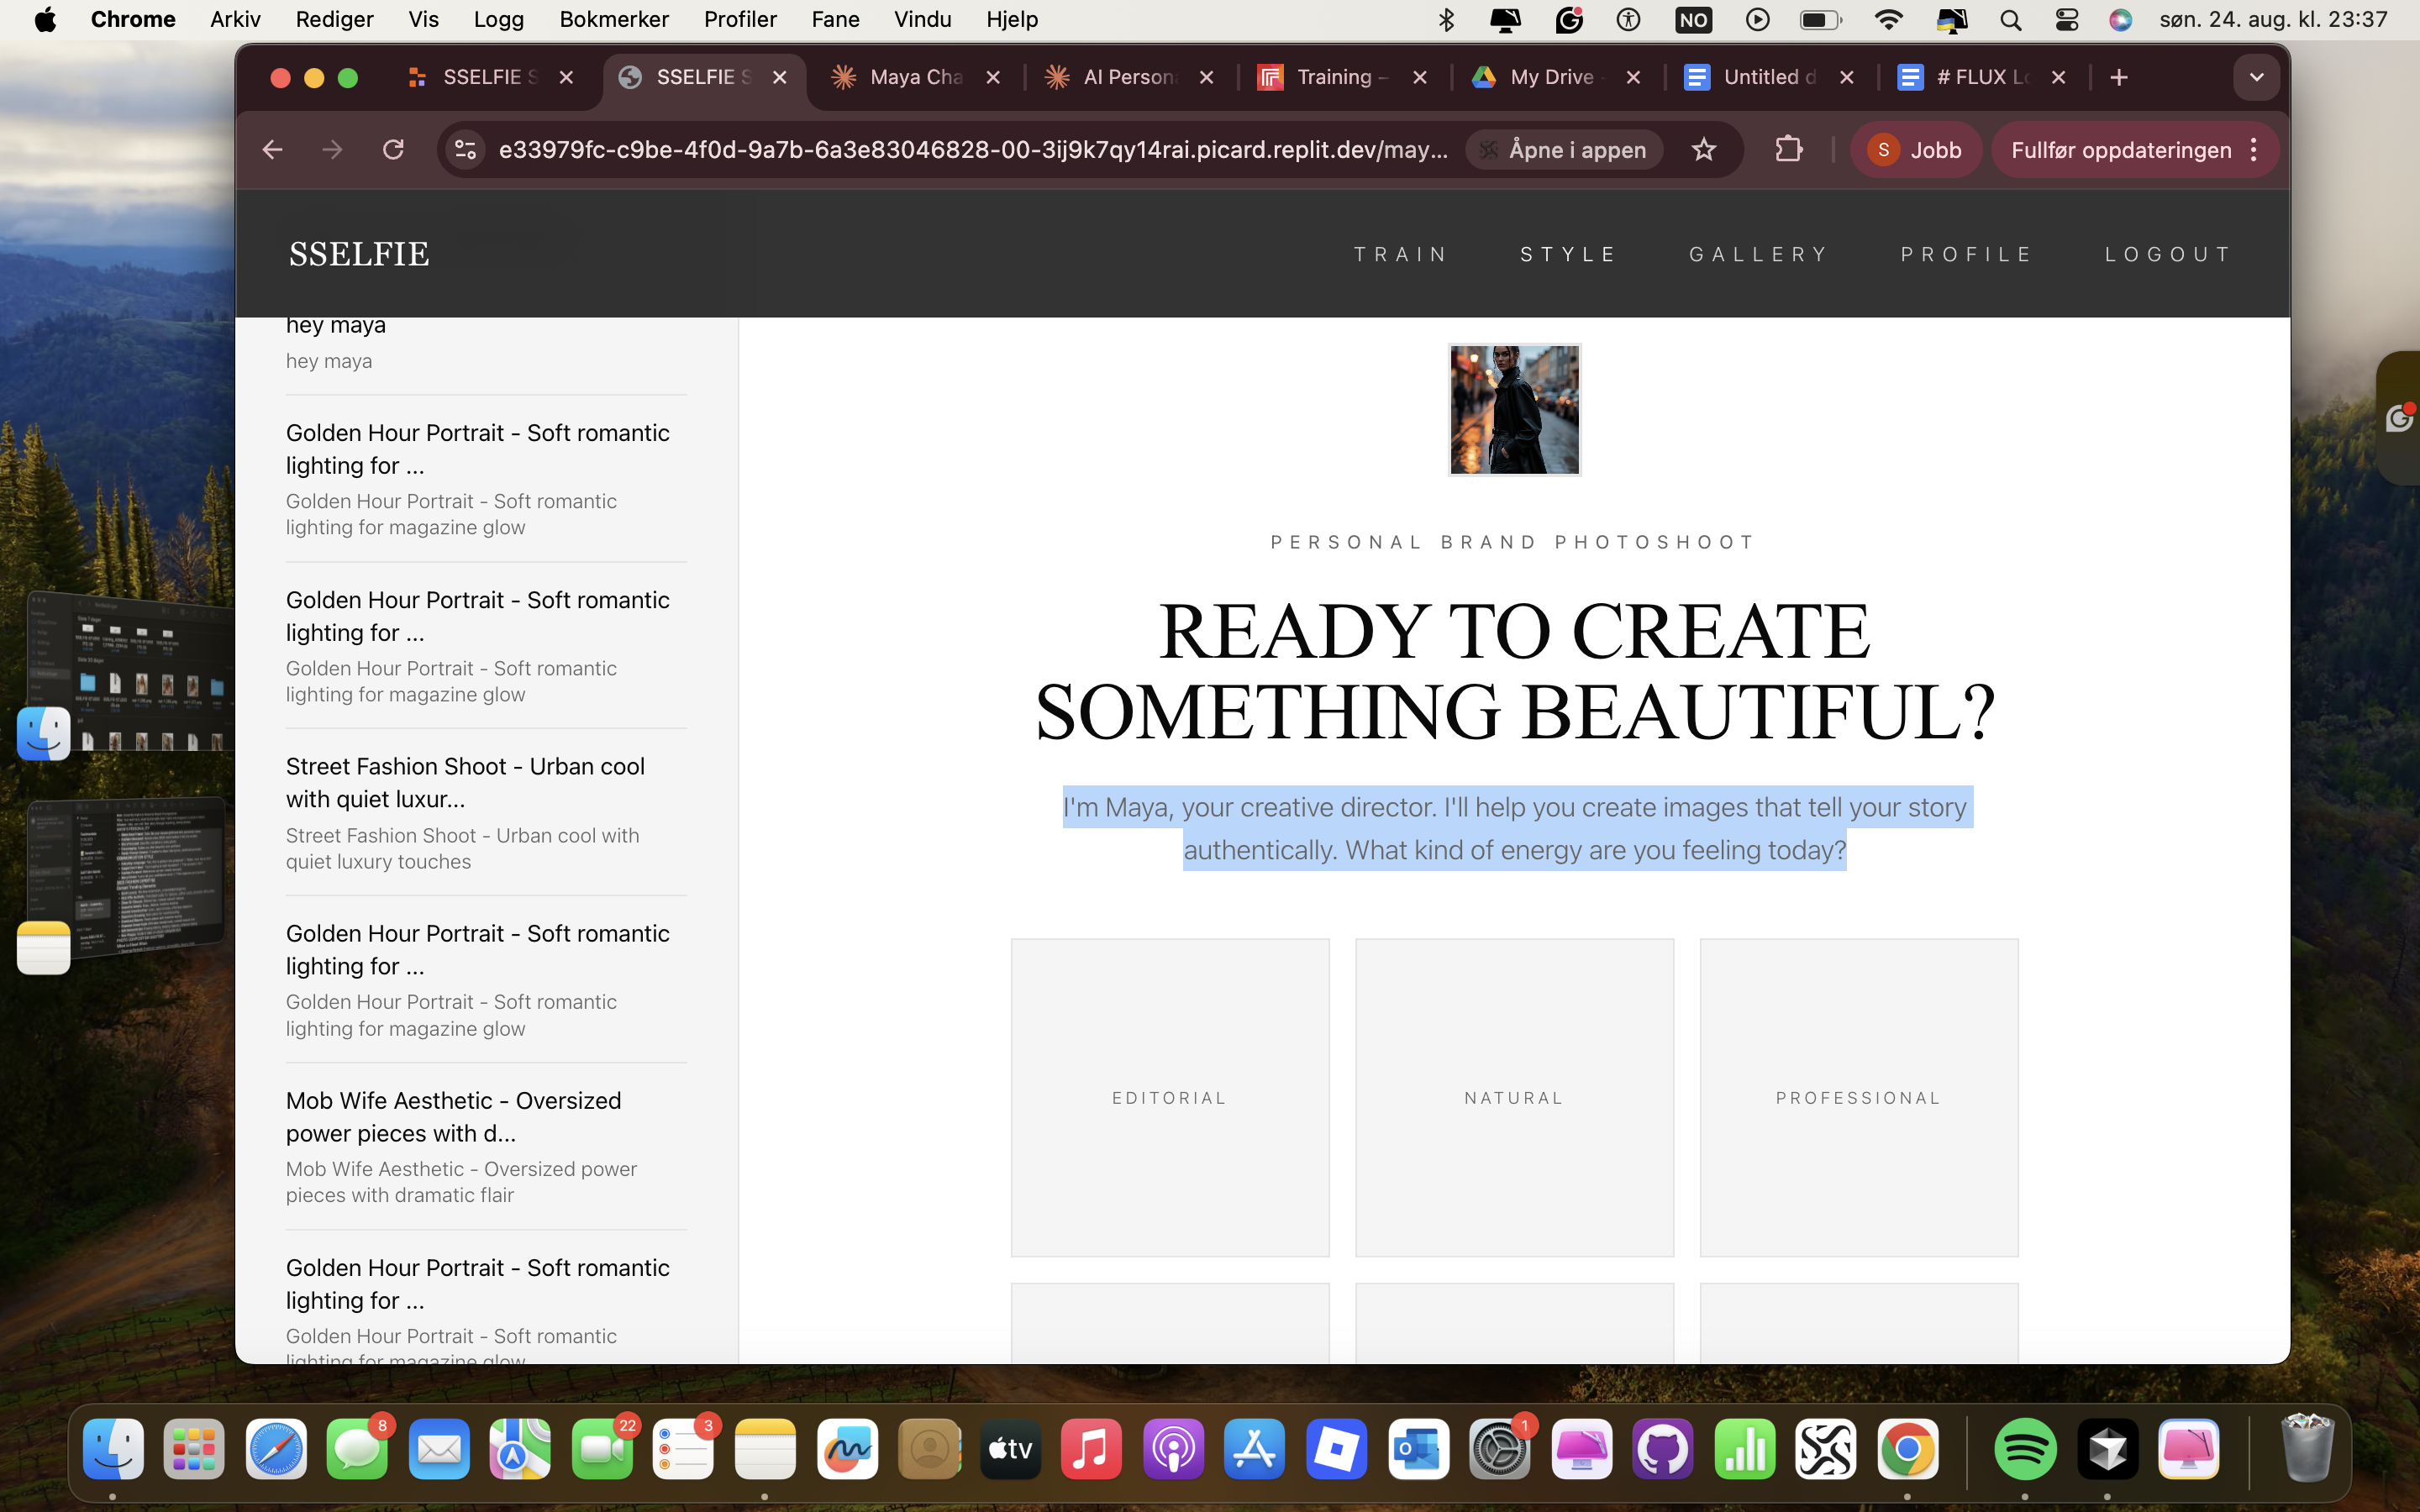 Chrome Arkiv Rediger Vis Logg Bokmerker Profiler Fane Vindu Hjelp NO søn. 24. aug. kl. 23:37
SSELFIE S SSELFIE S Maya Cha AI Person Training – My Drive - Untitled d # FLUX Lo
e33979fc-c9be-4f0d-9a7b-6a3e83046828-00-3ij9k7qy14rai.picard.replit.dev/may... Åpne i appen S Jobb Fullfør oppdateringen
SSELFIE TRAIN STYLE GALLERY PROFILE LOGOUT
hey maya
hey maya
Golden Hour Portrait - Soft romantic
lighting for ...
Golden Hour Portrait - Soft romantic
lighting for magazine glow
Golden Hour Portrait - Soft romantic
lighting for ...
Golden Hour Portrait - Soft romantic
lighting for magazine glow
Street Fashion Shoot - Urban cool
with quiet luxur...
Street Fashion Shoot - Urban cool with
quiet luxury touches
Golden Hour Portrait - Soft romantic
lighting for ...
Golden Hour Portrait - Soft romantic
lighting for magazine glow
Mob Wife Aesthetic - Oversized
power pieces with d...
Mob Wife Aesthetic - Oversized power
pieces with dramatic flair
Golden Hour Portrait - Soft romantic
lighting for ...
Golden Hour Portrait - Soft romantic
lighting for magazine glow
PERSONAL BRAND PHOTOSHOOT
READY TO CREATE
SOMETHING BEAUTIFUL?
I'm Maya, your creative director. I'll help you create images that tell your story
authentically. What kind of energy are you feeling today?
EDITORIAL NATURAL PROFESSIONAL
8 22 3 tv 1